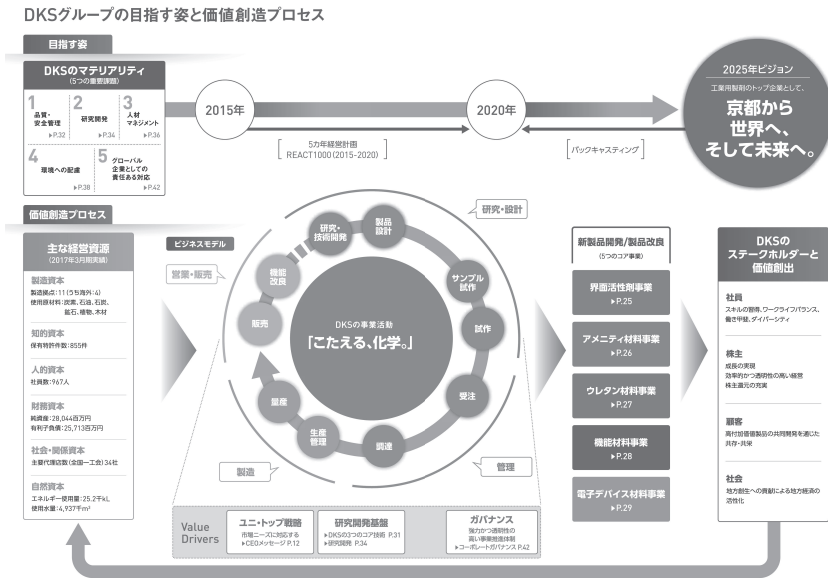 DKSグループの目指す姿と価値創造プロセス
目指す姿
DKSのマテリアリティ
(5つの重要課題)
1
品質・
安全管理
▶P.32
2
研究開発
▶P.34
3
人材
マネジメント
▶P.36
4
環境への配慮
▶P.38
5
グローバル
企業としての
責任ある対応
▶P.42
2015年
2020年
5カ年経営計画
REACT1000(2015-2020)
バックキャスティング
2025年ビジョン
工業用製剤のトップ企業として、
京都から
世界へ、
そして未来へ。
価値創造プロセス
主な経営資源
(2017年3月期実績)
製造資本
製造拠点:11(うち海外:4)
使用原材料:炭素、石油、石炭、
鉱石、植物、木材
知的資本
保有特許件数:855件
人的資本
社員数:967人
財務資本
純資産:28,044百万円
有利子負債:25,713百万円
社会・関係資本
主要代理店数(全国一工会)34社
自然資本
エネルギー使用量:25.2千kL
使用水量:4,937千m³
ビジネスモデル
営業・販売
研究・設計
製造
管理
研究・
技術開発
製品
設計
サンプル
試作
試作
受注
調達
生産
管理
量産
販売
機能
改良
DKSの事業活動
「こたえる、化学。」
Value
Drivers
ユニ・トップ戦略
市場ニーズに対応する
▶CEOメッセージ P.12
研究開発基盤
▶DKSの3つのコア技術 P.31
▶研究開発 P.34
ガバナンス
強力かつ透明性の
高い事業推進体制
▶コーポレートガバナンス P.42
新製品開発/製品改良
(5つのコア事業)
界面活性剤事業
▶P.25
アメニティ材料事業
▶P.26
ウレタン材料事業
▶P.27
機能材料事業
▶P.28
電子デバイス材料事業
▶P.29
DKSの
ステークホルダーと
価値創出
社員
スキルの習得、ワークライフバランス、
働き甲斐、ダイバーシティ
株主
成長の実現
効率的かつ透明性の高い経営
株主還元の充実
顧客
高付加価値製品の共同開発を通じた
共存・共栄
社会
地方創生への貢献による地方経済の
活性化